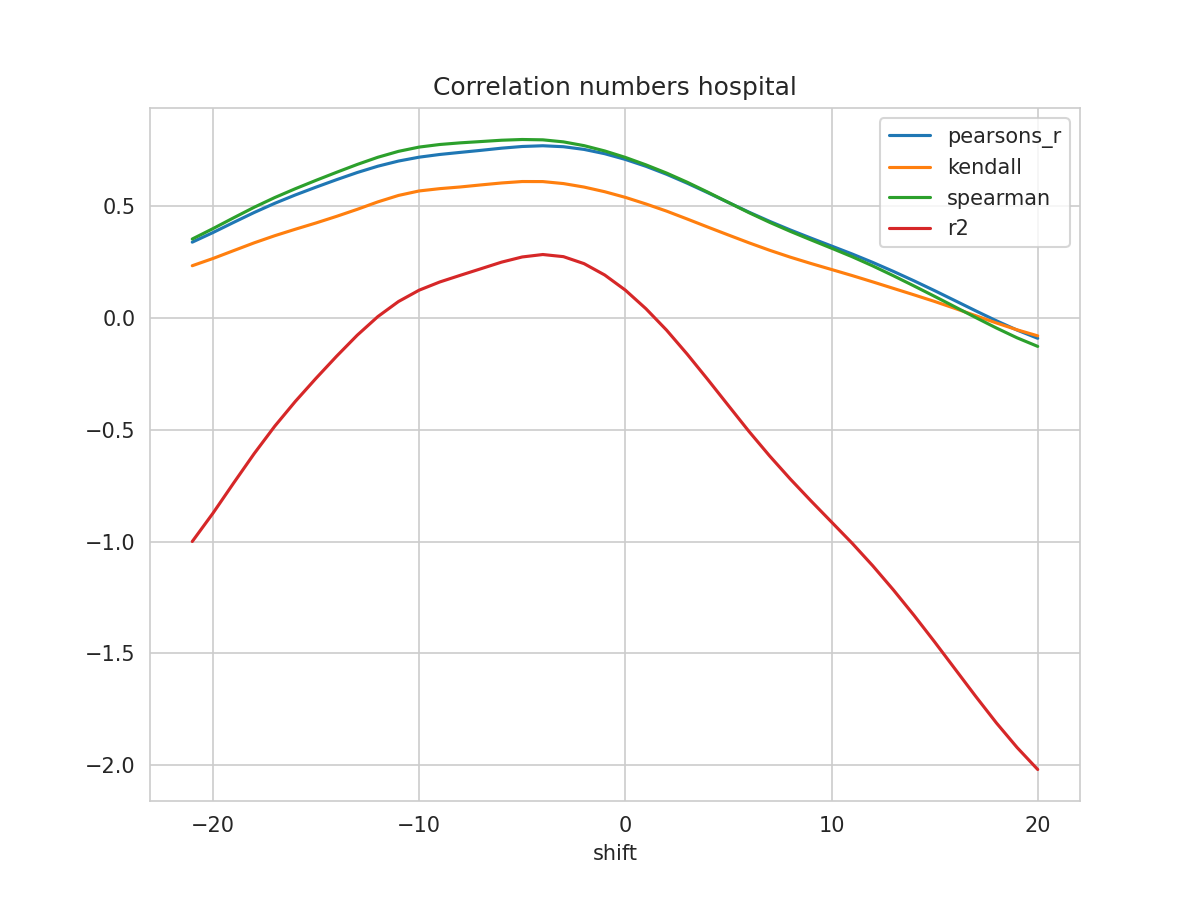 Correlation numbers hospital
pearsons_r
kendall
spearman
r2
0.5
0.0
−0.5
−1.0
−1.5
−2.0
−20 −10 0 10 20
shift